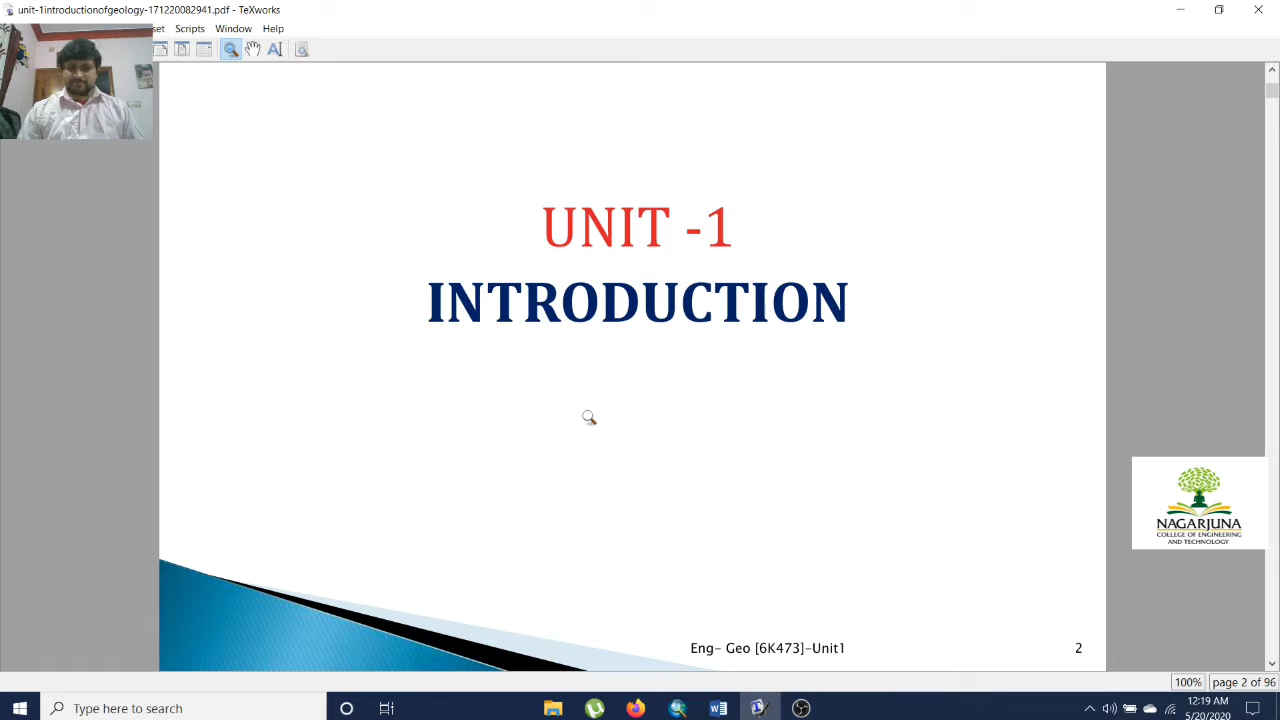 unit-1introductionofgeology-171220082941.pdf - TeXworks
set Scripts Window Help
UNIT -1
INTRODUCTION
NAGARJUNA
COLLEGE OF ENGINEERING
AND TECHNOLOGY
Eng- Geo [6K473]-Unit1 2
100% page 2 of 96
Type here to search
12:19 AM
5/20/2020